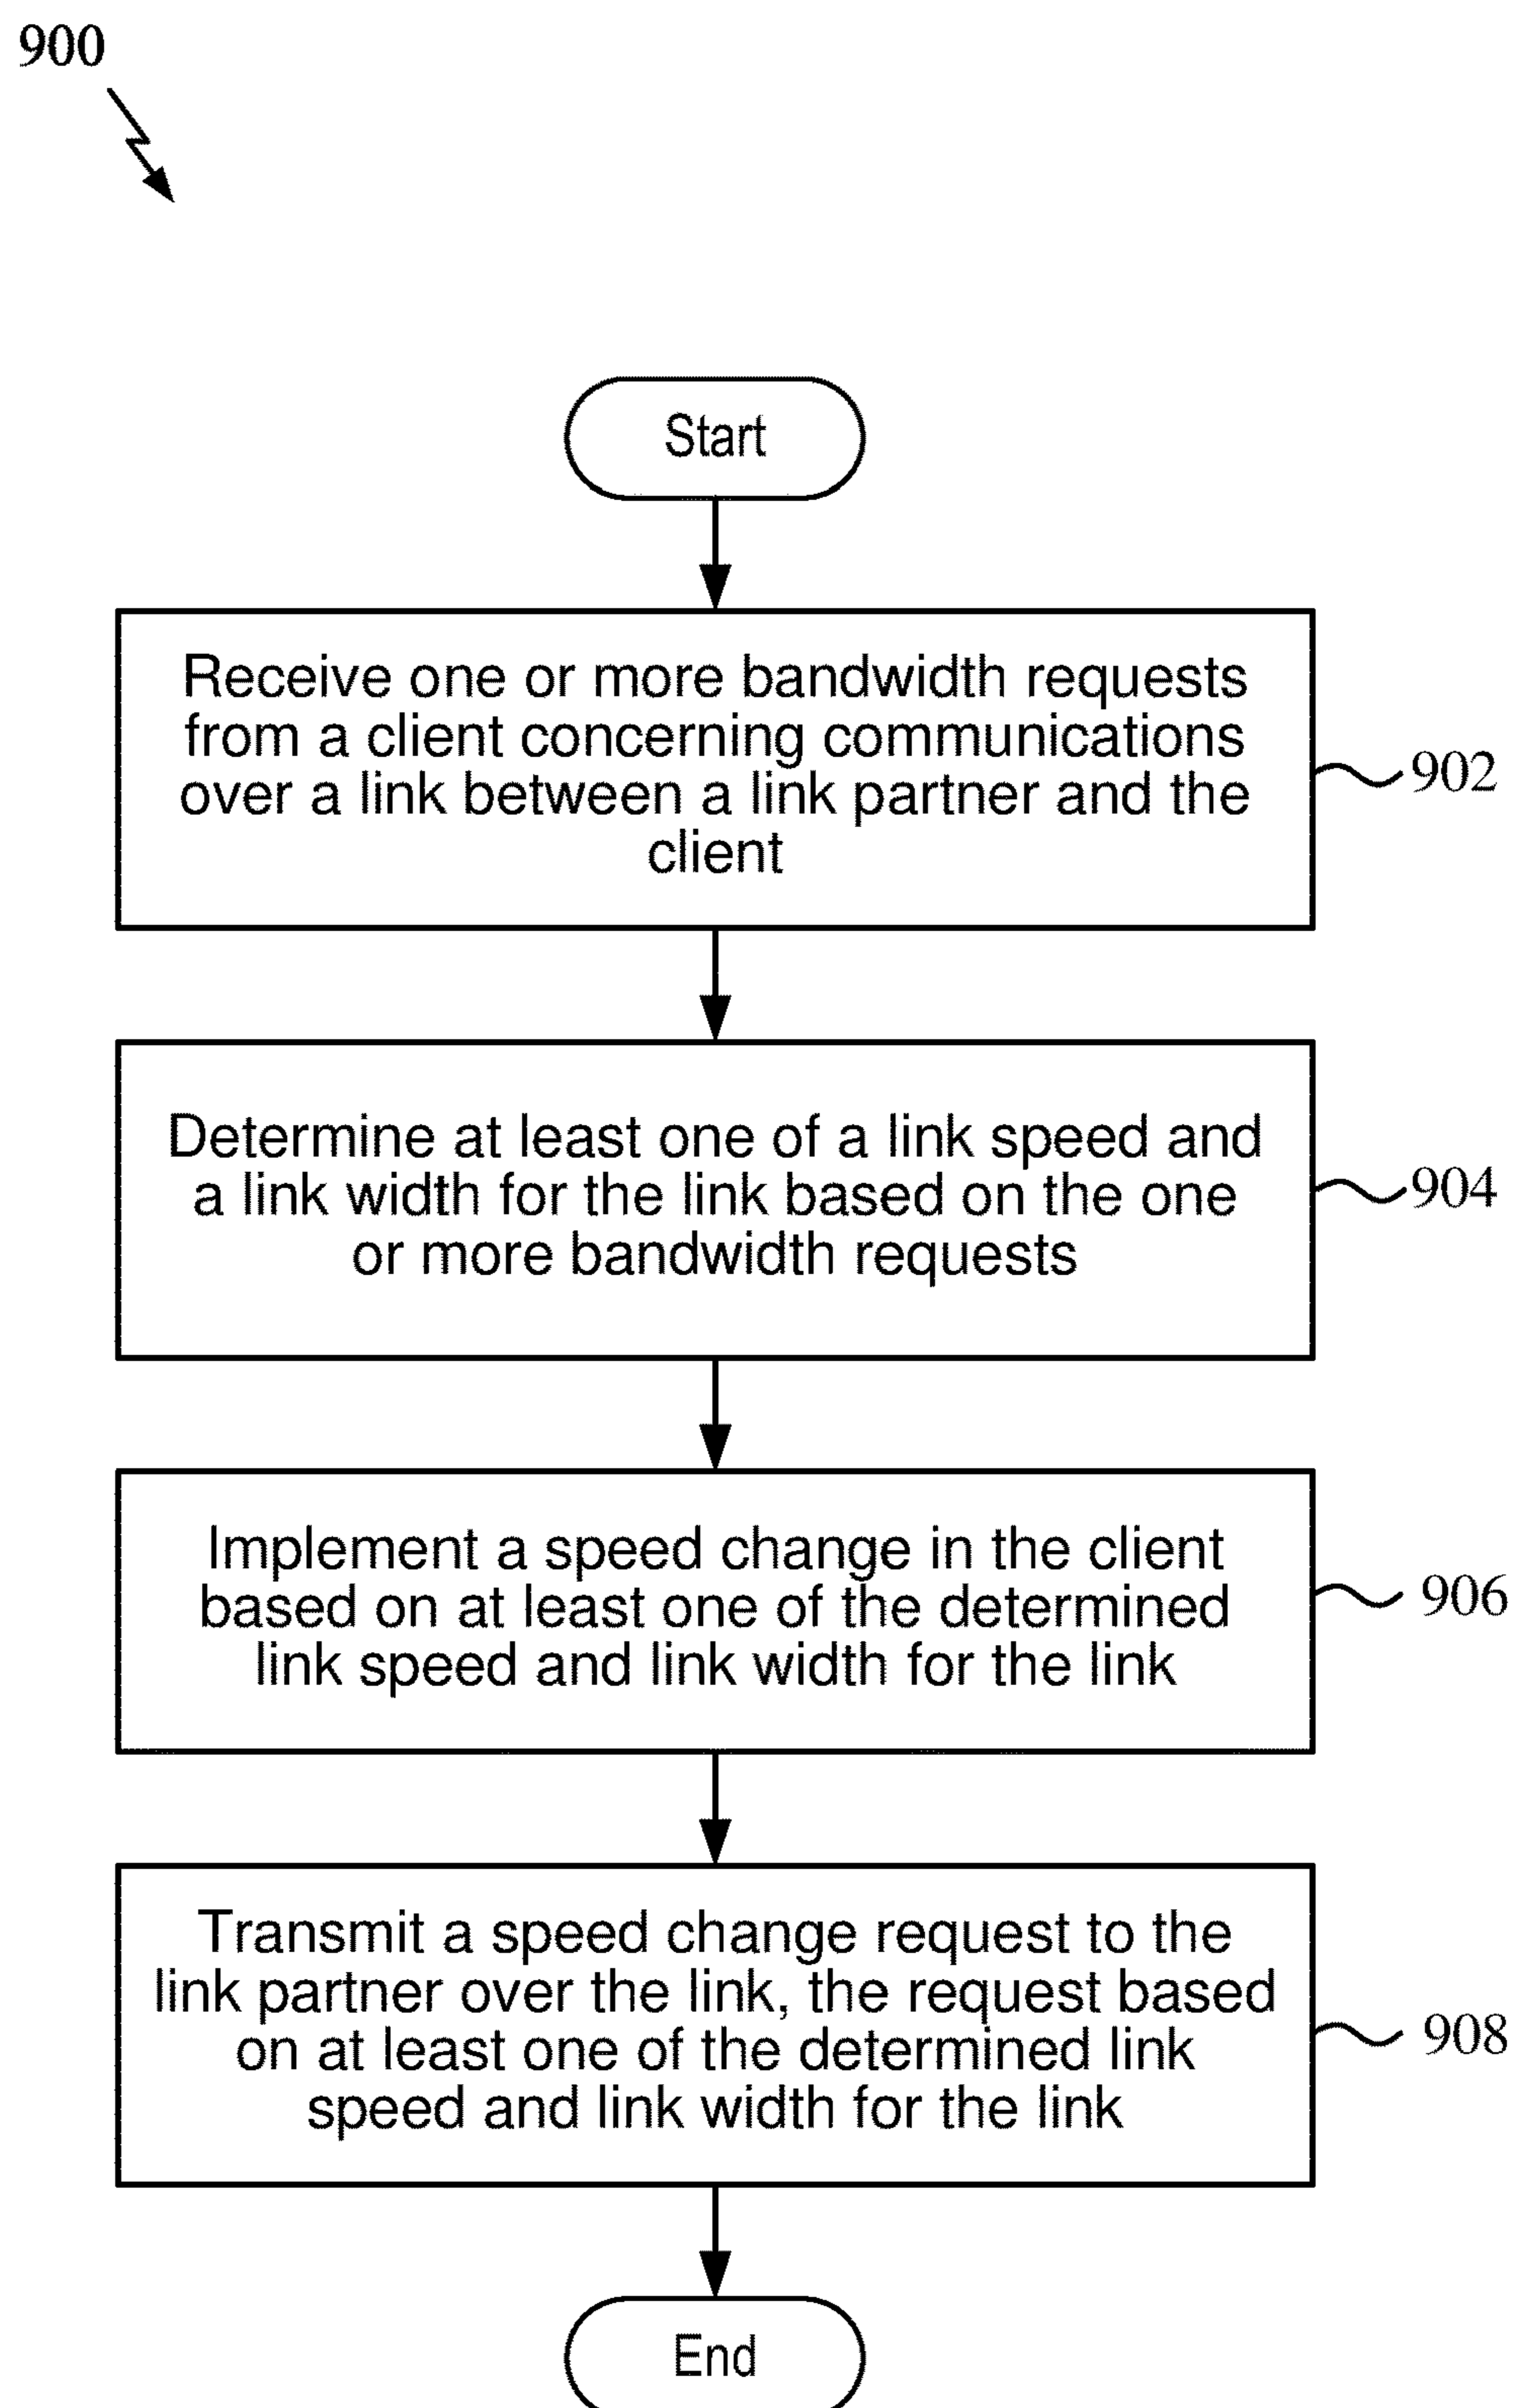 900
Start
Receive one or more bandwidth requests
from a client concerning communications
over a link between a link partner and the
client
902
Determine at least one of a link speed and
a link width for the link based on the one
or more bandwidth requests
904
Implement a speed change in the client
based on at least one of the determined
link speed and link width for the link
906
Transmit a speed change request to the
link partner over the link, the request based
on at least one of the determined link
speed and link width for the link
908
End